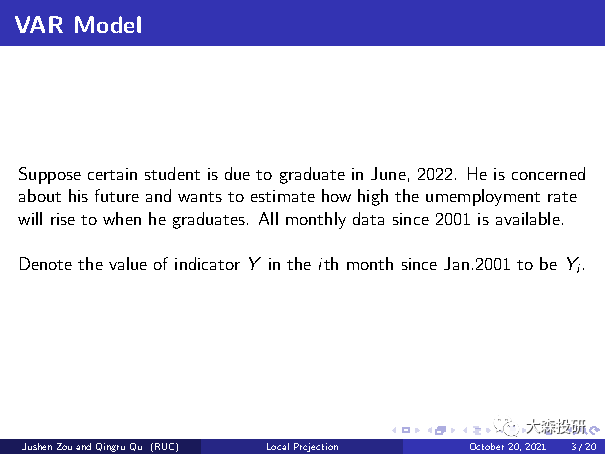 VAR Model
Suppose certain student is due to graduate in June, 2022. He is concerned
about his future and wants to estimate how high the umemployment rate
will rise to when he graduates. All monthly data since 2001 is available.
Denote the value of indicator Y in the ith month since Jan.2001 to be Yᵢ.
大森投研
Jushen Zou and Qingru Qu (RUC) Local Projection October 20, 2021 3 / 20